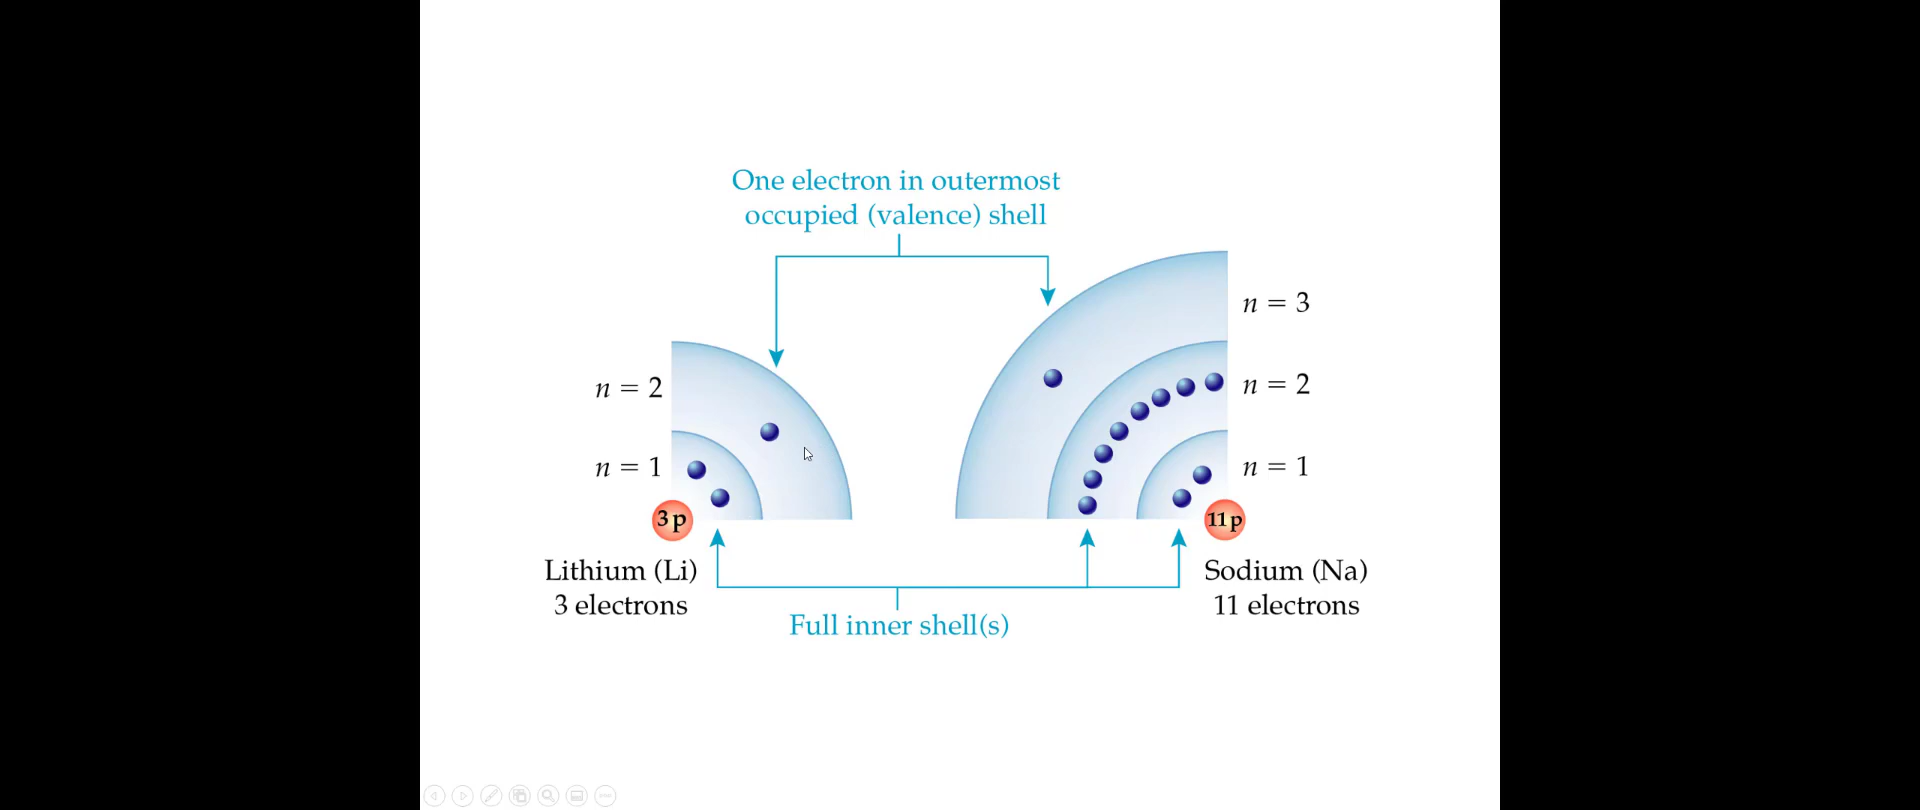 One electron in outermost
occupied (valence) shell
n = 3
n = 2
n = 2
n = 1
n = 1
3 p
11 p
Lithium (Li)
3 electrons
Sodium (Na)
11 electrons
Full inner shell(s)